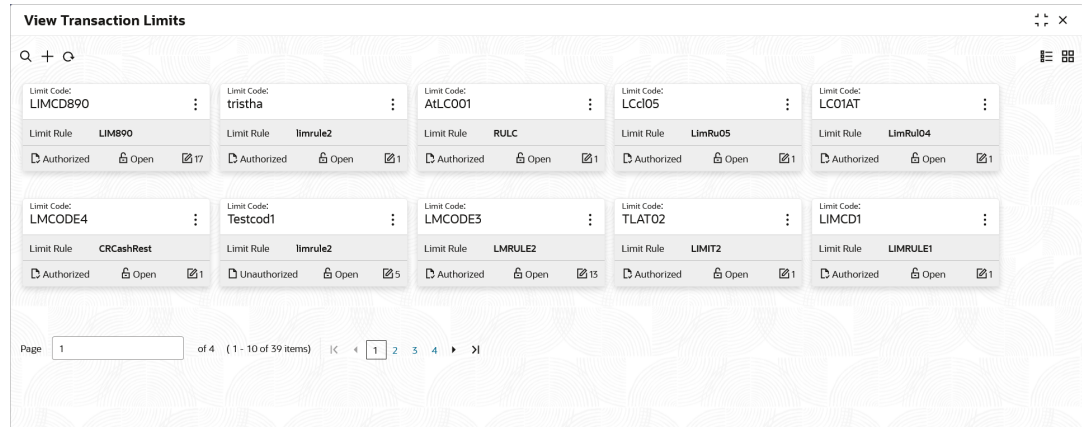 View Transaction Limits
Limit Code: Limit Code: Limit Code: Limit Code: Limit Code:
LIMCD890 tristha AtLC001 LCcl05 LC01AT
Limit Rule LIM890 Limit Rule limrule2 Limit Rule RULC Limit Rule LimRu05 Limit Rule LimRul04
Authorized Open 17 Authorized Open 1 Authorized Open 1 Authorized Open 1 Authorized Open 1
Limit Code: Limit Code: Limit Code: Limit Code: Limit Code:
LMCODE4 Testcod1 LMCODE3 TLAT02 LIMCD1
Limit Rule CRCashRest Limit Rule limrule2 Limit Rule LMRULE2 Limit Rule LIMIT2 Limit Rule LIMRULE1
Authorized Open 1 Unauthorized Open 5 Authorized Open 13 Authorized Open 1 Authorized Open 1
Page 1 of 4 ( 1 - 10 of 39 items) 1 2 3 4